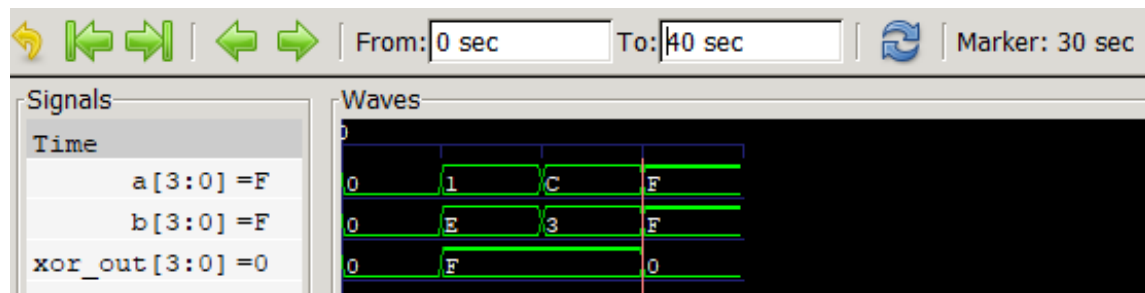 From: 0 sec To: 40 sec Marker: 30 sec
Signals Waves
Time 0
a[3:0] =F 0 1 C F
b[3:0] =F 0 E 3 F
xor_out[3:0] =0 0 F 0